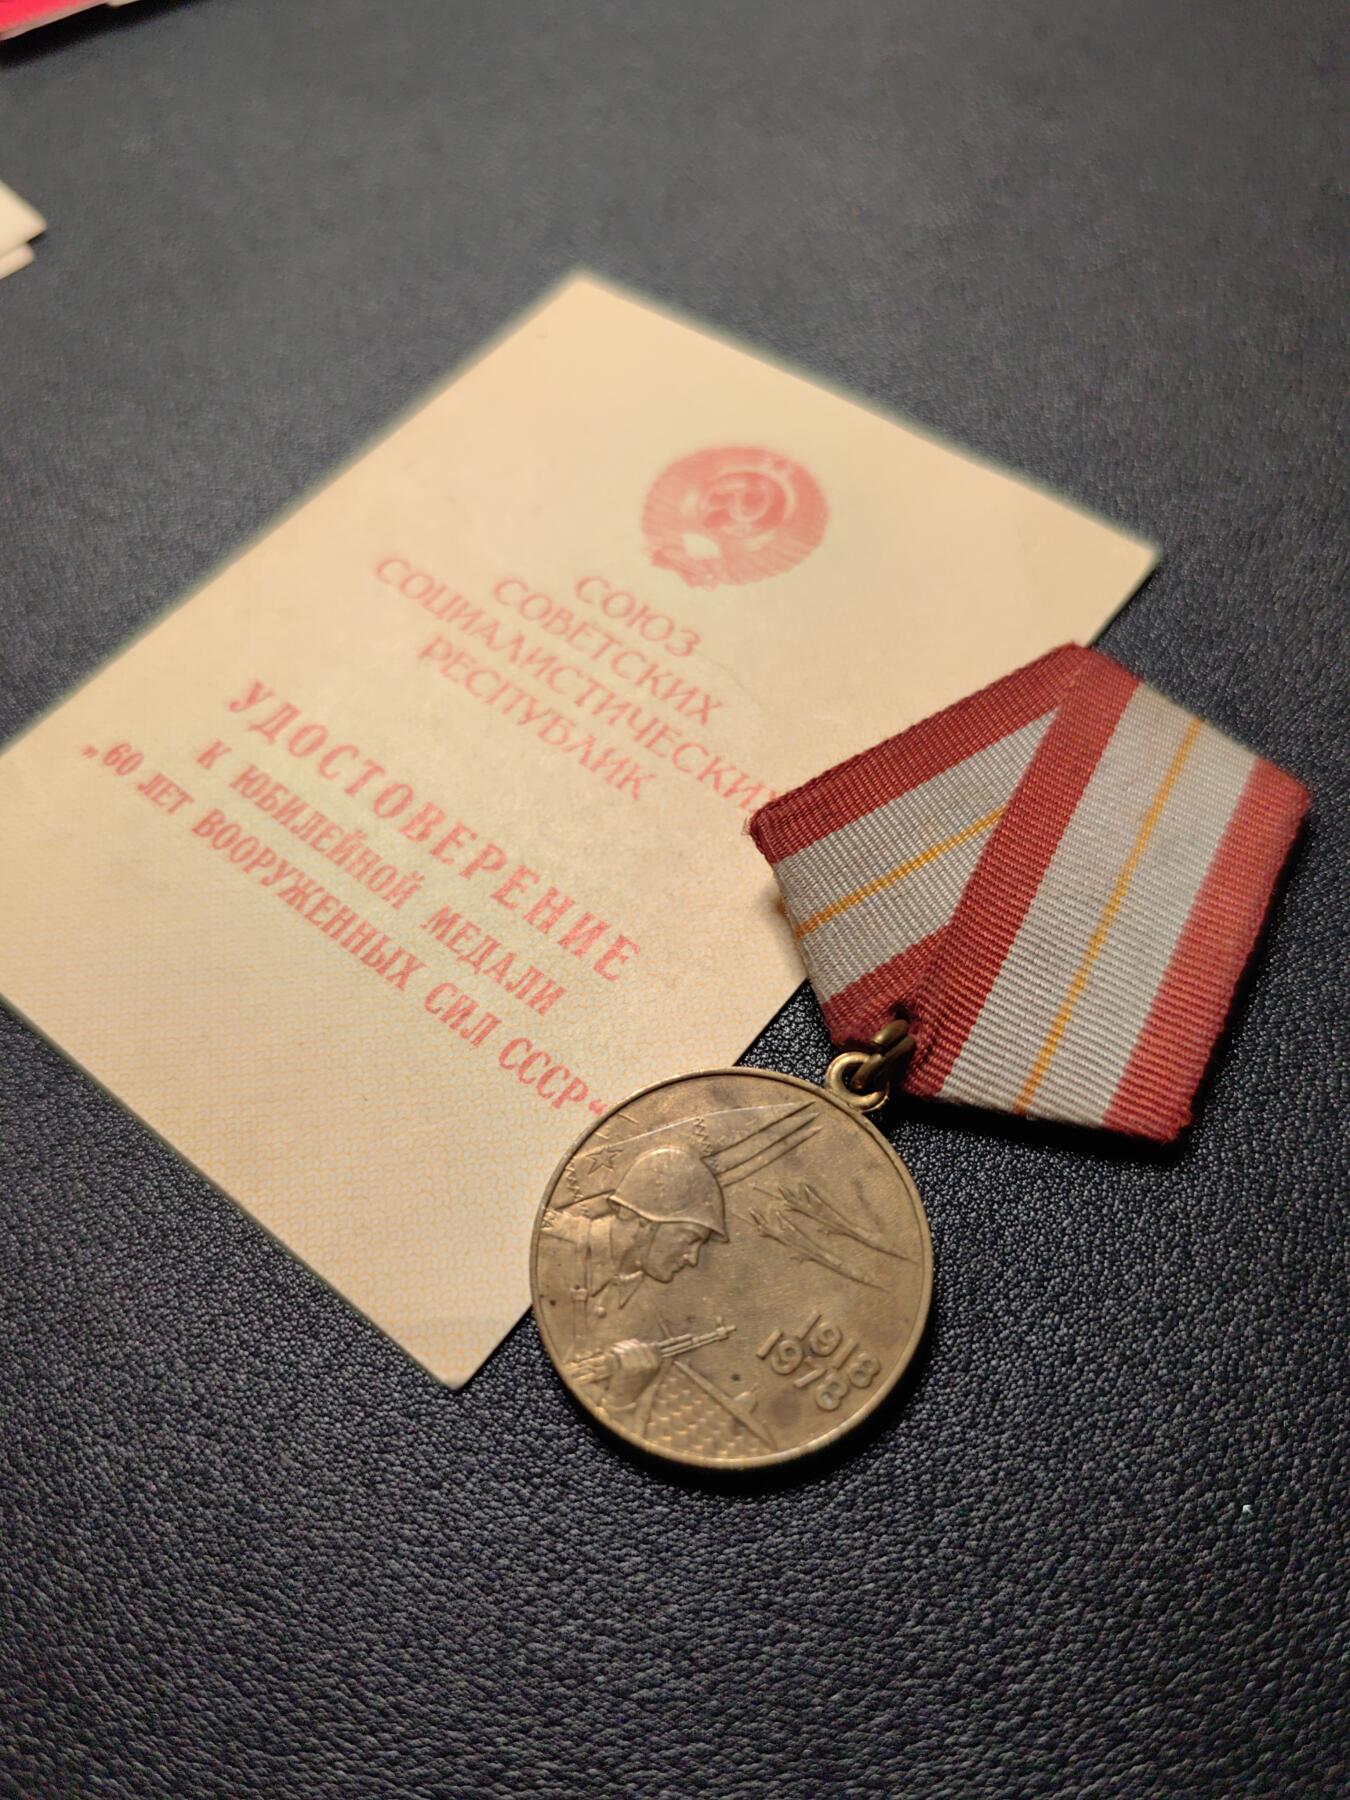 СОЮЗ
СОВЕТСКИХ
СОЦИАЛИСТИЧЕСКИХ
РЕСПУБЛИК
УДОСТОВЕРЕНИЕ
К ЮБИЛЕЙНОЙ МЕДАЛИ
„60 ЛЕТ ВООРУЖЕННЫХ СИЛ СССР“
1918
1978